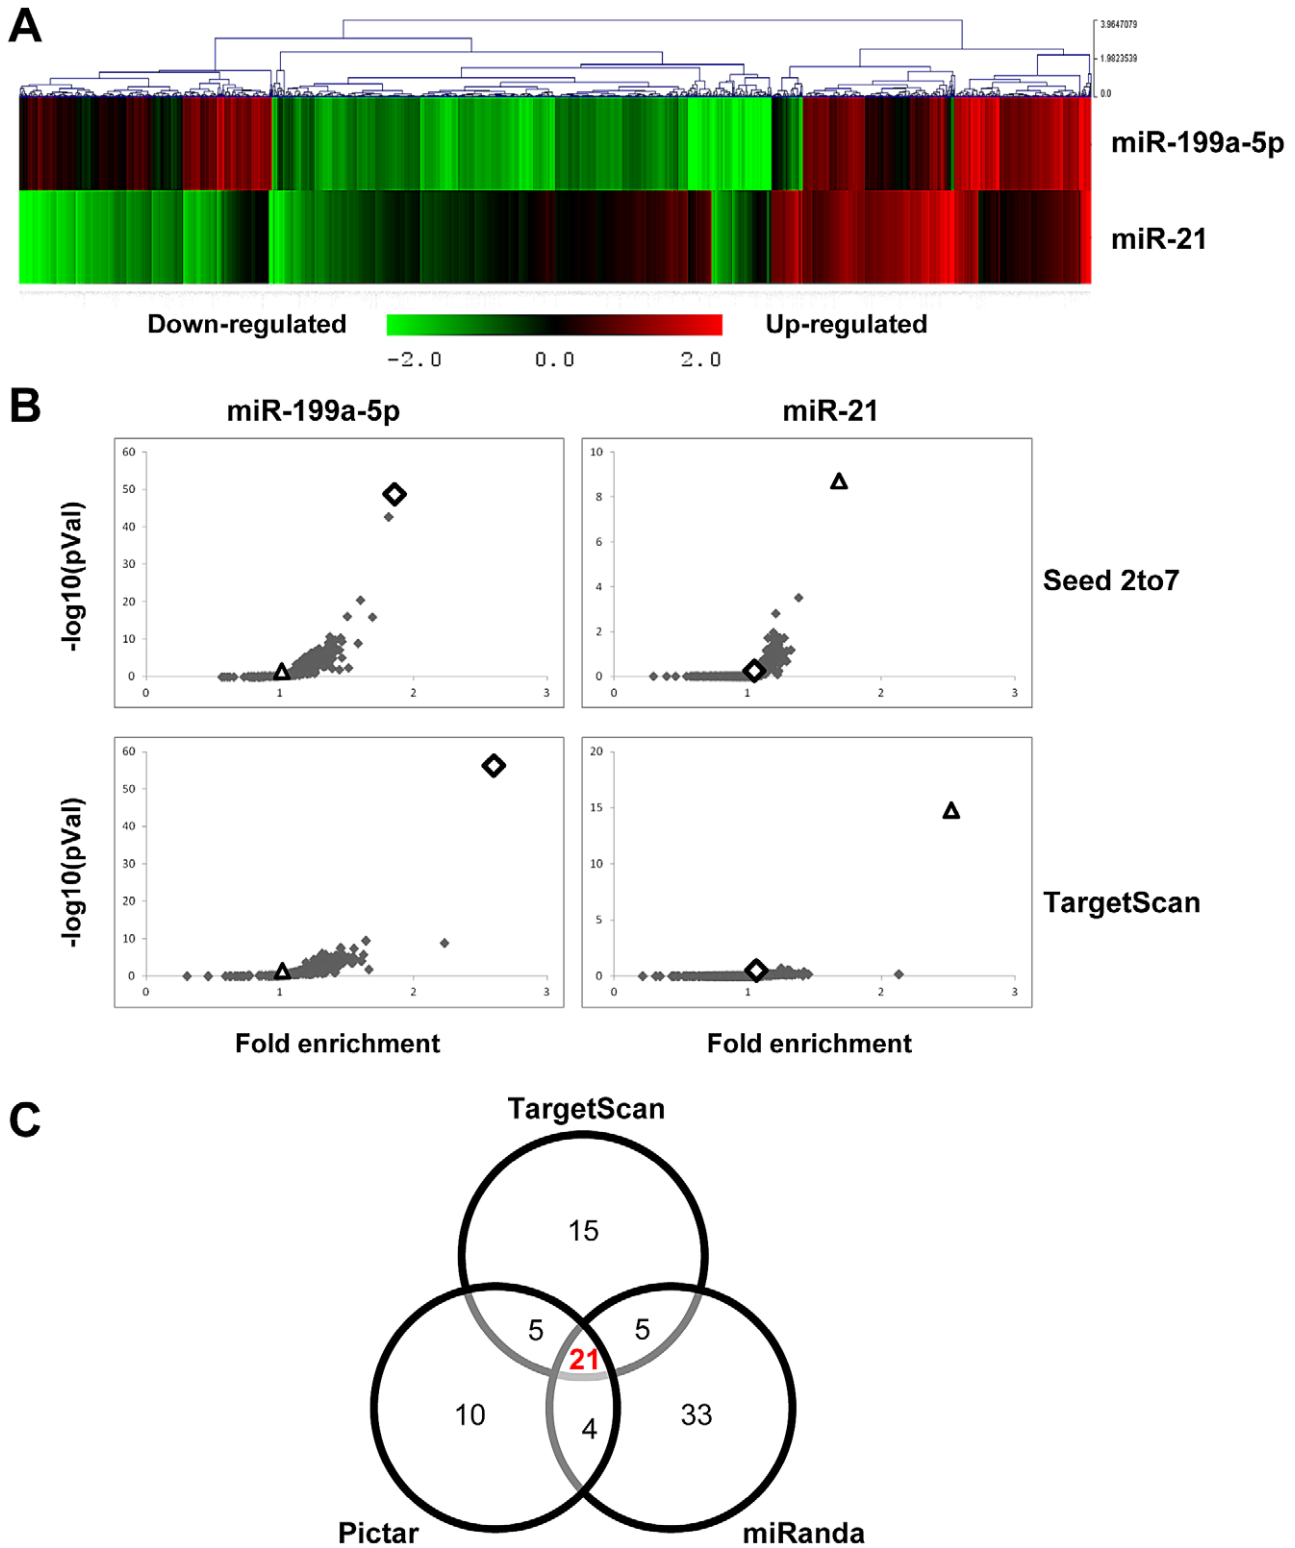 A
3.9647079
1.9823539
0.0
miR-199a-5p
miR-21
Down-regulated
Up-regulated
-2.0 0.0 2.0
B
miR-199a-5p
miR-21
-log10(pVal)
60
50
40
30
20
10
0
0 1 2 3
10
8
6
4
2
0
0 1 2 3
Seed 2to7
-log10(pVal)
60
50
40
30
20
10
0
0 1 2 3
20
15
10
5
0
0 1 2 3
TargetScan
Fold enrichment
Fold enrichment
C
TargetScan
15
5
5
21
10
4
33
Pictar
miRanda